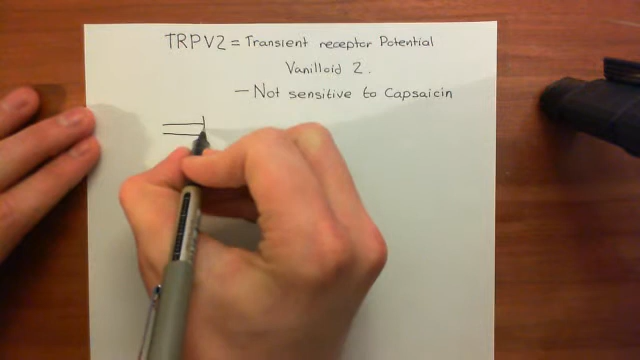 TRPV2 = Transient receptor Potential
Vanilloid 2.
- Not sensitive to Capsaicin